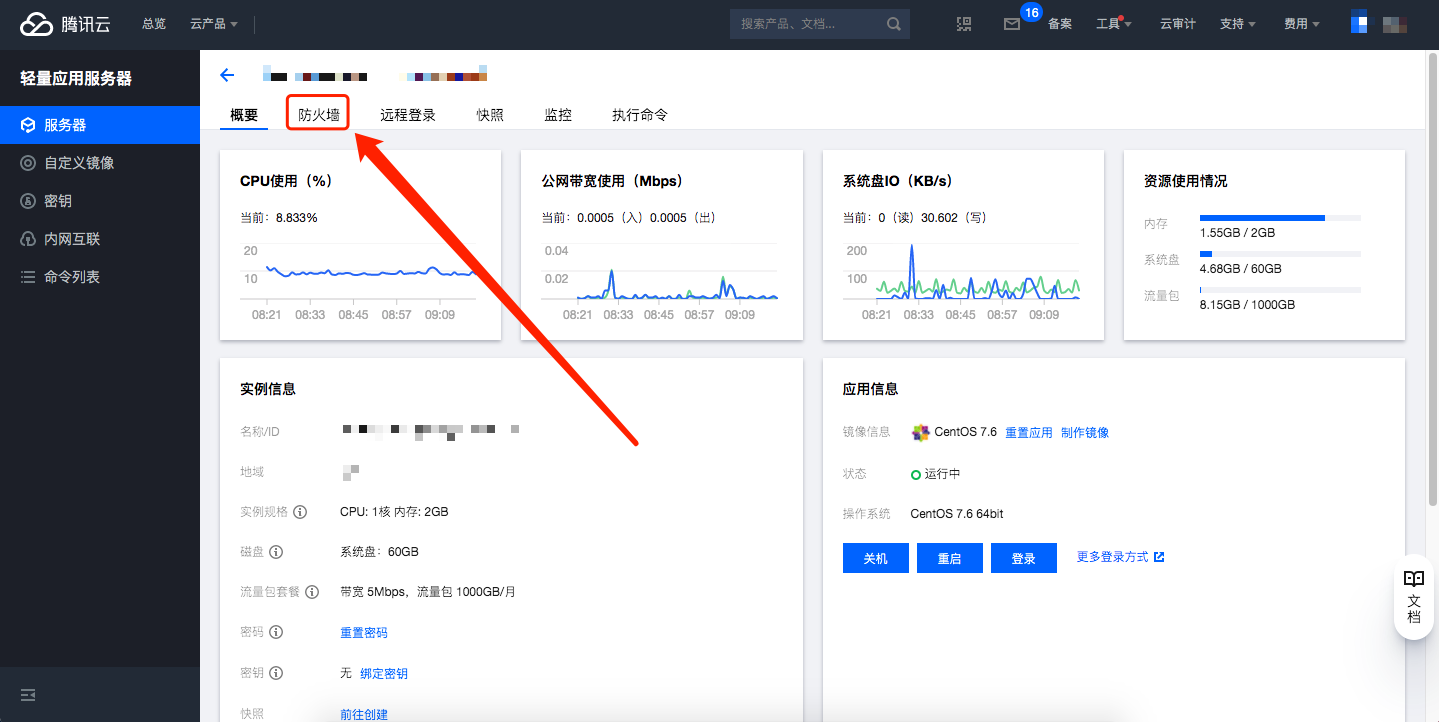 腾讯云 总览 云产品 搜索产品、文档... 16 备案 工具 云审计 支持 费用
轻量应用服务器
服务器
自定义镜像
密钥
内网互联
命令列表
概要 防火墙 远程登录 快照 监控 执行命令
CPU使用（%）
当前：8.833%
20
10
08:21 08:33 08:45 08:57 09:09
公网带宽使用（Mbps）
当前：0.0005（入）0.0005（出）
0.04
0.02
08:21 08:33 08:45 08:57 09:09
系统盘IO（KB/s）
当前：0（读）30.602（写）
200
100
08:21 08:33 08:45 08:57 09:09
资源使用情况
内存
1.55GB / 2GB
系统盘
4.68GB / 60GB
流量包
8.15GB / 1000GB
实例信息
名称/ID
地域
实例规格 CPU: 1核 内存: 2GB
磁盘 系统盘：60GB
流量包套餐 带宽 5Mbps，流量包 1000GB/月
密码 重置密码
密钥 无 绑定密钥
快照 前往创建
应用信息
镜像信息 CentOS 7.6 重置应用 制作镜像
状态 运行中
操作系统 CentOS 7.6 64bit
关机 重启 登录 更多登录方式
文
档